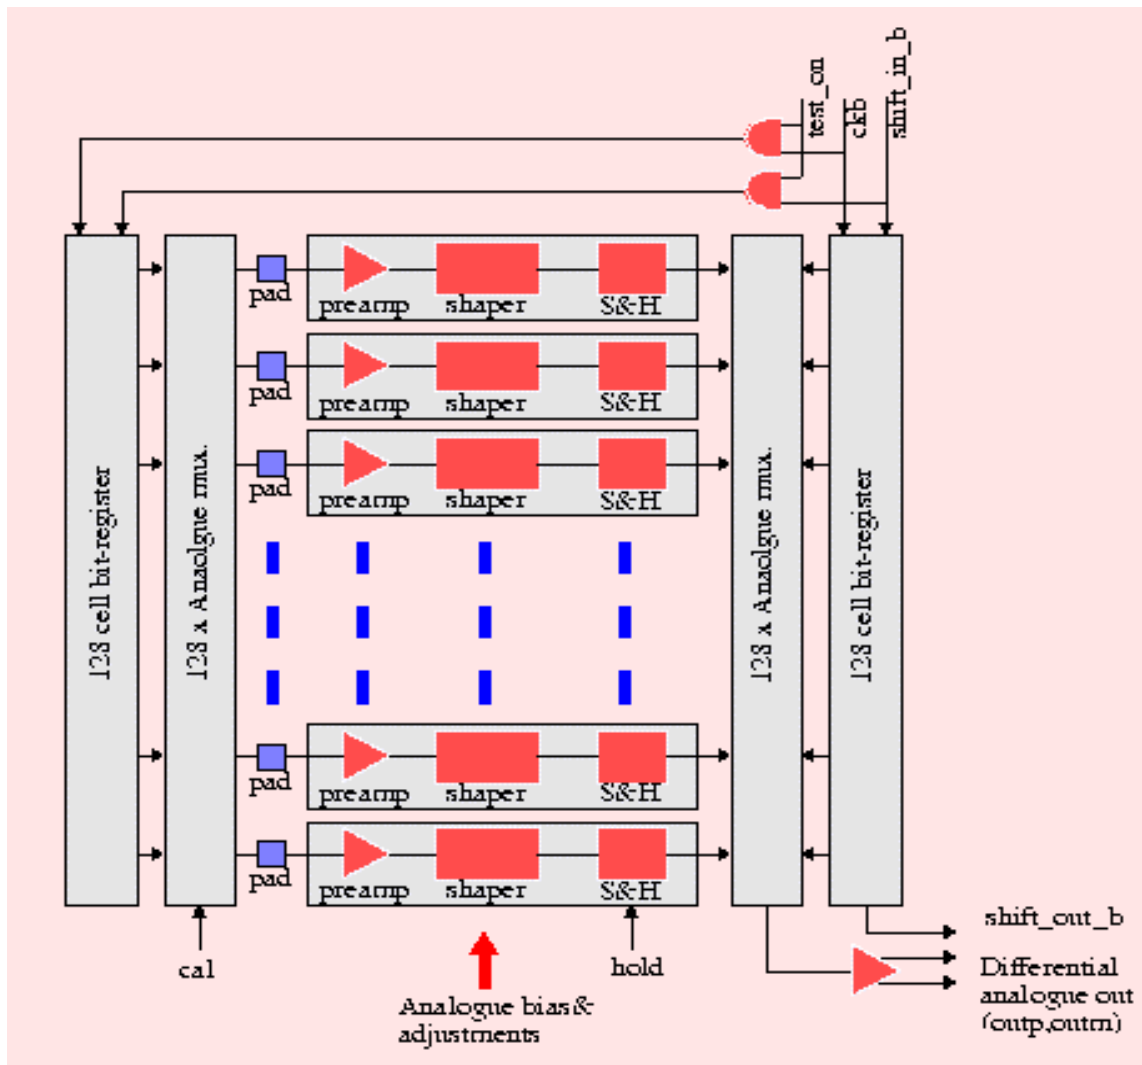 test_on
ckb
shift_in_b
pad
preamp
shaper
S&H
pad
preamp
shaper
S&H
pad
preamp
shaper
S&H
128 cell bit-register
128 x Anaolgue mux.
128 x Anaolgue mux.
128 cell bit-register
pad
preamp
shaper
S&H
pad
preamp
shaper
S&H
cal
hold
Analogue bias&
adjustments
shift_out_b
Differential
analogue out
(outp,outm)